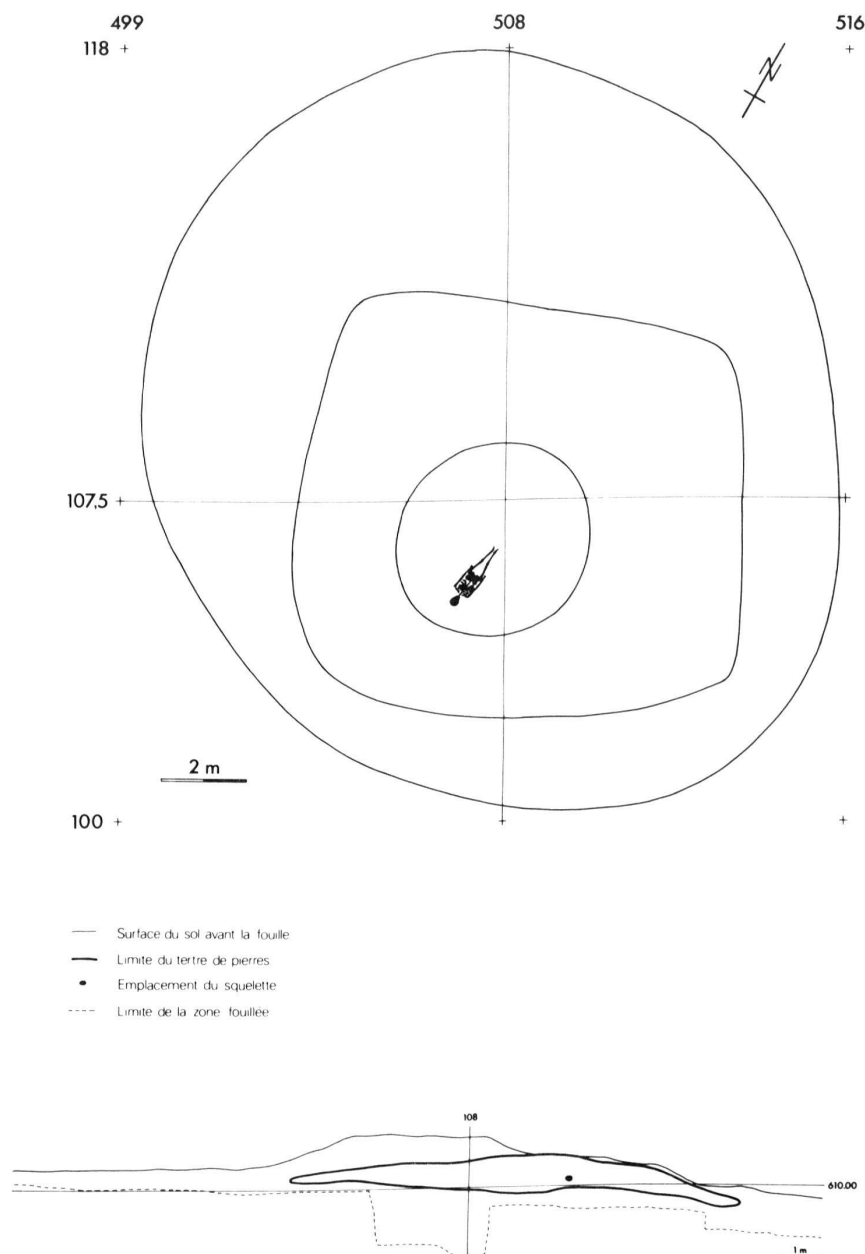 499 508 516
118
N
107,5
2 m
100
Surface du sol avant la fouille
Limite du tertre de pierres
Emplacement du squelette
Limite de la zone fouillée
108
610.00
1 m